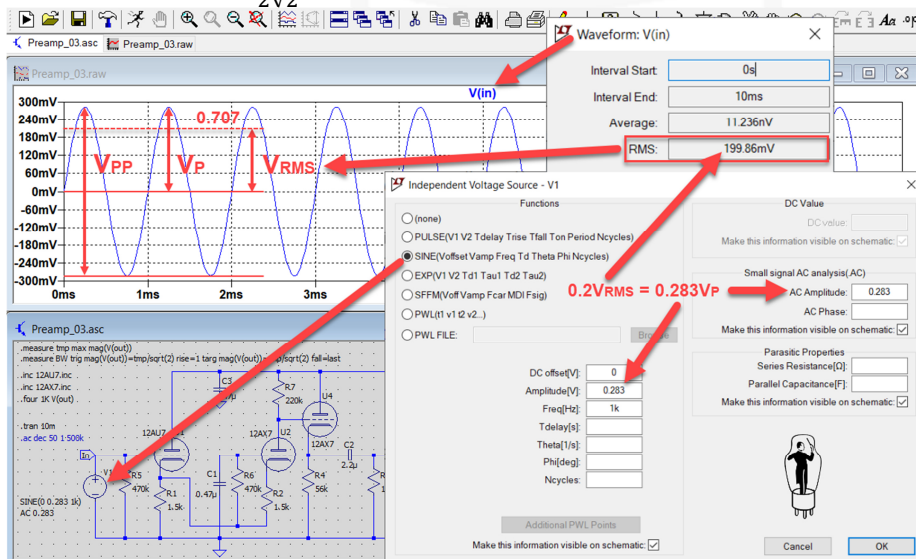 2√2
Aa
Preamp_03.asc
Preamp_03.raw
Waveform: V(in)
Interval Start:
0s
Interval End:
10ms
Average:
11.236nV
RMS:
199.86mV
Preamp_03.raw
V(in)
300mV
240mV
180mV
120mV
60mV
0mV
-60mV
-120mV
-180mV
-240mV
-300mV
0ms
1ms
2ms
3ms
0.707
VPP
VP
VRMS
Independent Voltage Source - V1
Functions
(none)
PULSE(V1 V2 Tdelay Trise Tfall Ton Period Ncycles)
SINE(Voffset Vamp Freq Td Theta Phi Ncycles)
EXP(V1 V2 Td1 Tau1 Td2 Tau2)
SFFM(Voff Vamp Fcar MDI Fsig)
PWL(t1 v1 t2 v2...)
PWL FILE:
Browse
0.2VRMS = 0.283VP
DC offset[V]:
0
Amplitude[V]:
0.283
Freq[Hz]:
1k
Tdelay[s]:
Theta[1/s]:
Phi[deg]:
Ncycles:
Additional PWL Points
Make this information visible on schematic:
DC Value
DC value:
Make this information visible on schematic:
Small signal AC analysis(.AC)
AC Amplitude:
0.283
AC Phase:
Make this information visible on schematic:
Parasitic Properties
Series Resistance[Ω]:
Parallel Capacitance[F]:
Make this information visible on schematic:
Cancel
OK
Preamp_03.asc
.measure tmp max mag(V(out))
.measure BW trig mag(V(out))=tmp/sqrt(2) rise=1 targ mag(V(out))=tmp/sqrt(2) fall=last
.inc 12AU7.inc
.inc 12AX7.inc
.four 1K V(out)
.tran 10m
.ac dec 50 1 500k
In
V1
SINE(0 0.283 1k)
AC 0.283
R5
470k
12AU7
R1
1.5k
C1
0.47µ
C3
R6
470k
12AX7
U2
R2
1.5k
R7
220k
U4
12AX7
R4
56k
C2
2.2µ